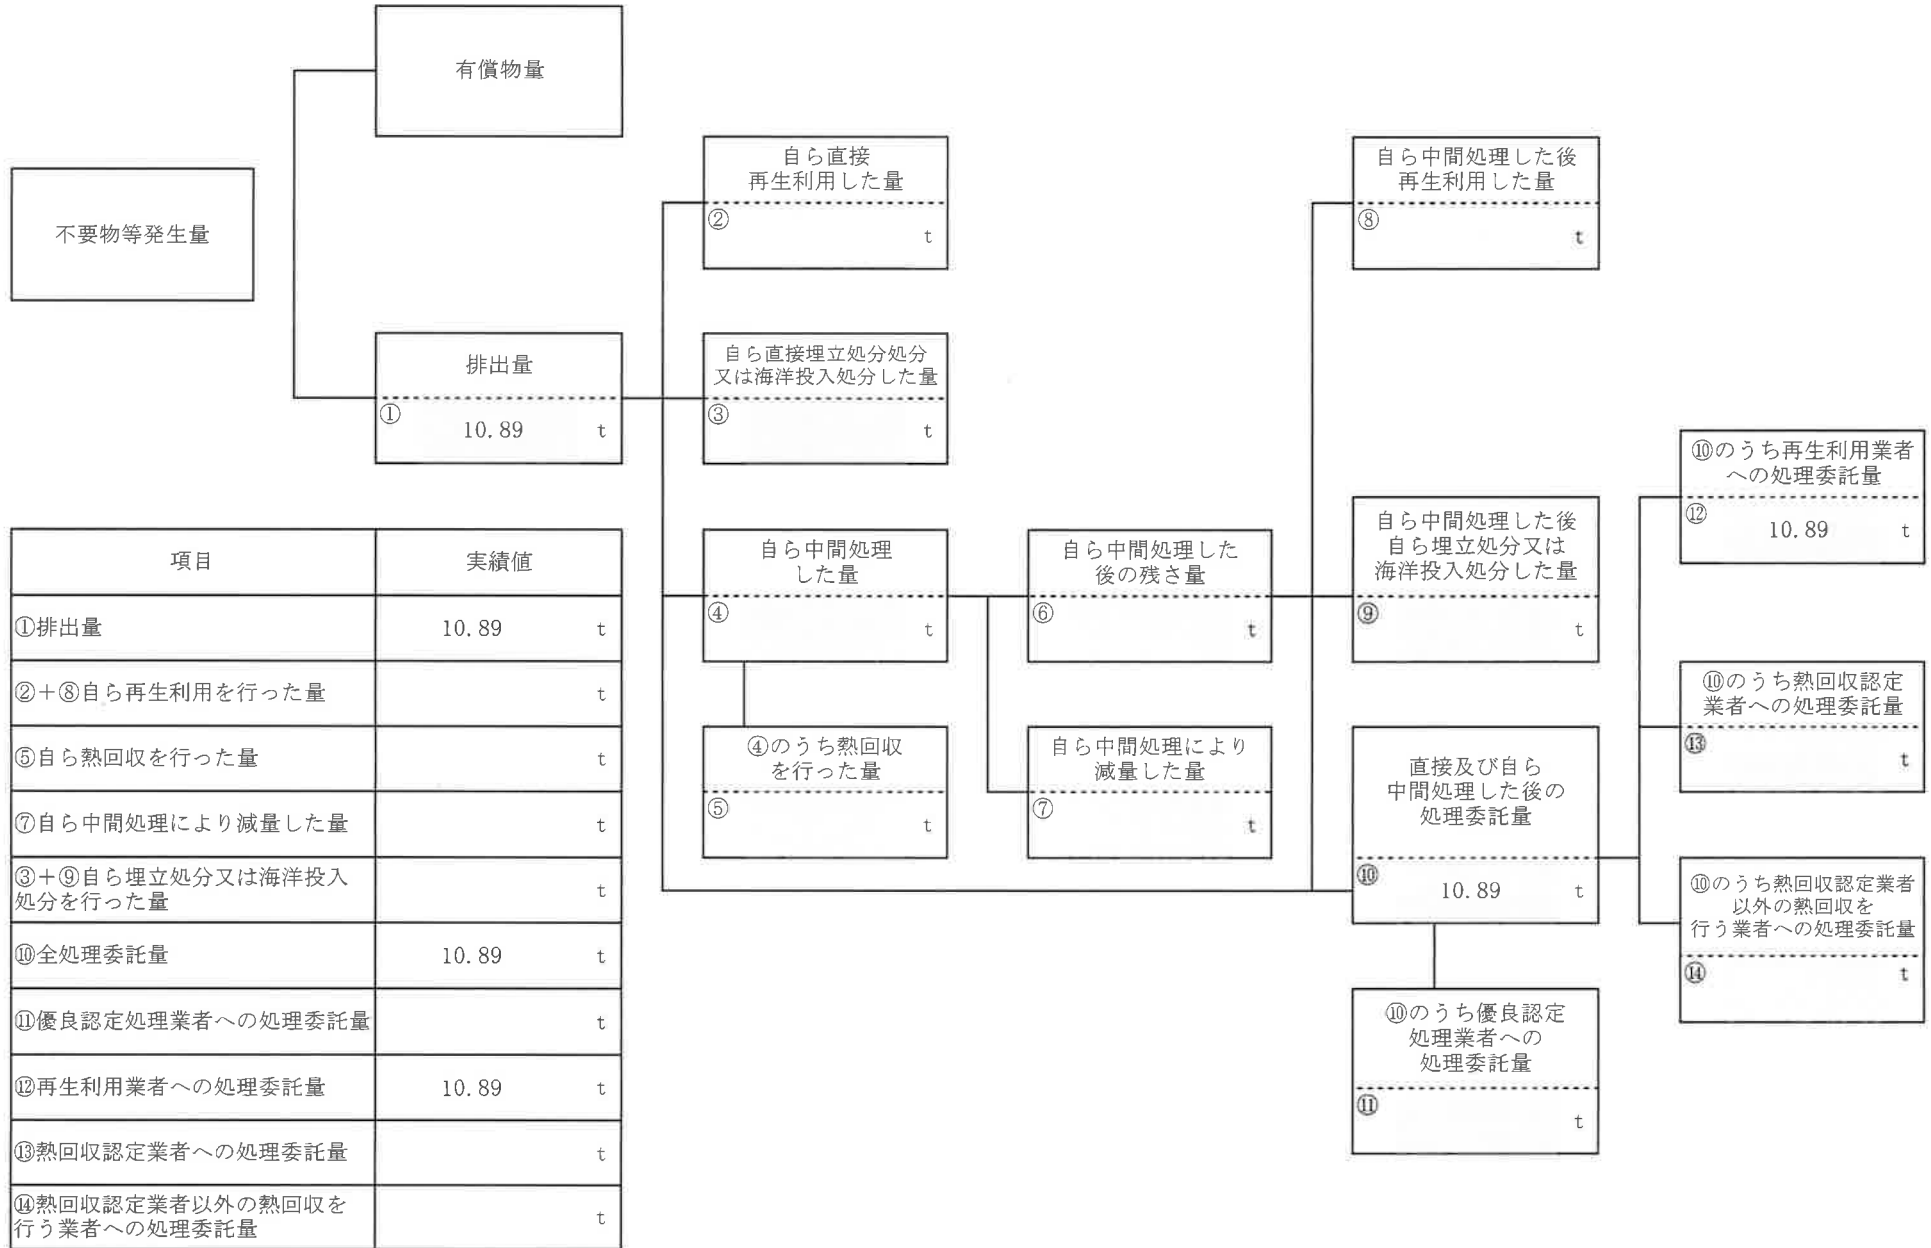 有償物量
不要物等発生量
自ら直接
再生利用した量
②
t
自ら中間処理した後
再生利用した量
⑧
t
排出量
①
10.89 t
自ら直接埋立処分処分
又は海洋投入処分した量
③
t
自ら中間処理
した量
④
t
自ら中間処理した
後の残さ量
⑥
t
自ら中間処理した後
自ら埋立処分又は
海洋投入処分した量
⑨
t
⑩のうち再生利用業者
への処理委託量
⑫
10.89 t
④のうち熱回収
を行った量
⑤
t
自ら中間処理により
減量した量
⑦
t
直接及び自ら
中間処理した後の
処理委託量
⑩
10.89 t
⑩のうち熱回収認定
業者への処理委託量
⑬
t
⑩のうち熱回収認定業者
以外の熱回収を
行う業者への処理委託量
⑭
t
⑩のうち優良認定
処理業者への
処理委託量
⑪
t
項目 実績値
①排出量 10.89 t
②+⑧自ら再生利用を行った量 t
⑤自ら熱回収を行った量 t
⑦自ら中間処理により減量した量 t
③+⑨自ら埋立処分又は海洋投入
処分を行った量 t
⑩全処理委託量 10.89 t
⑪優良認定処理業者への処理委託量 t
⑫再生利用業者への処理委託量 10.89 t
⑬熱回収認定業者への処理委託量 t
⑭熱回収認定業者以外の熱回収を
行う業者への処理委託量 t